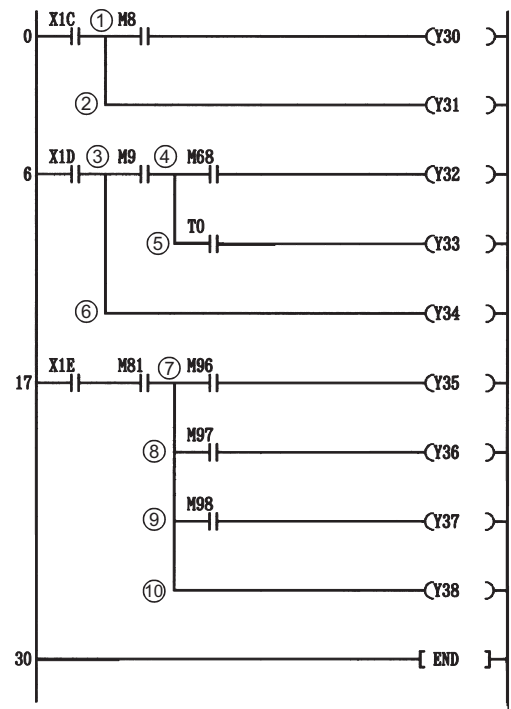 X1C ① M8
0 Y30
② Y31
X1D ③ M9 ④ M68
6 Y32
T0
⑤ Y33
⑥ Y34
X1E M81 ⑦ M96
17 Y35
M97
⑧ Y36
M98
⑨ Y37
⑩ Y38
30 [ END ]